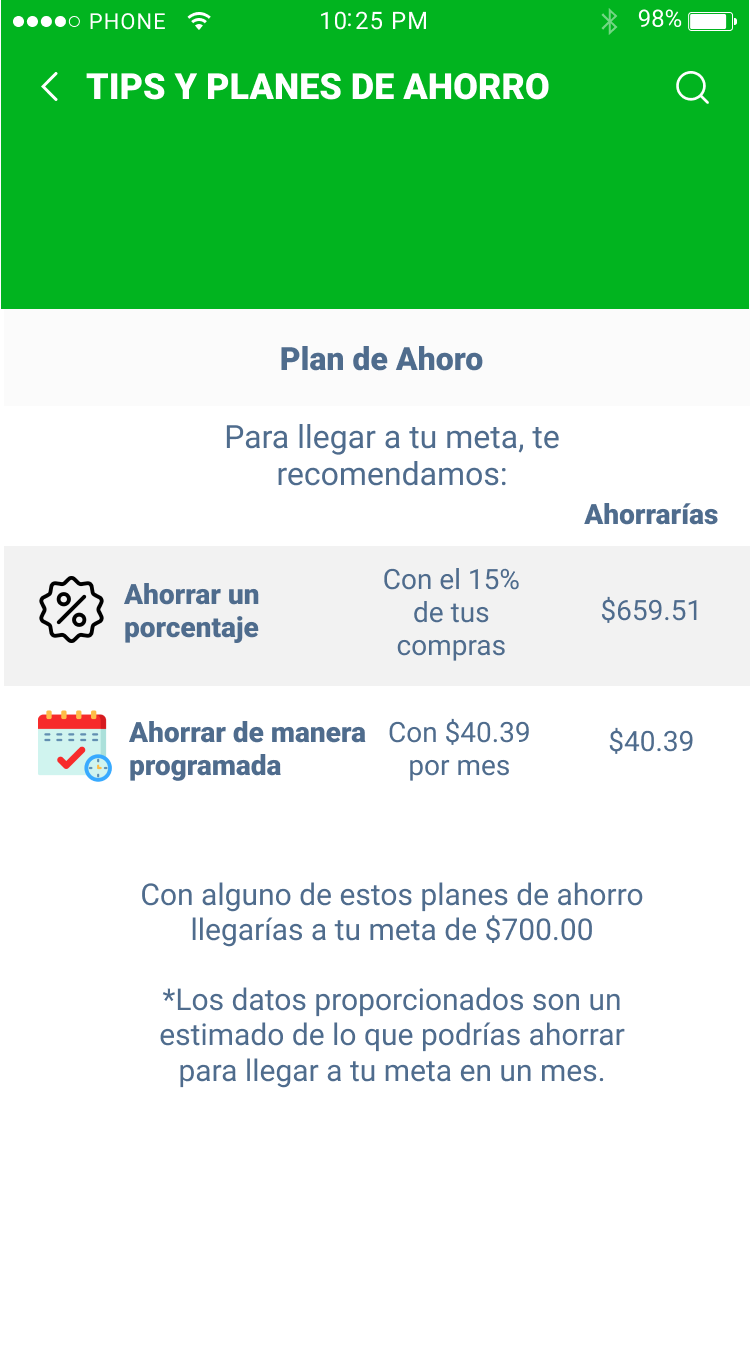 PHONE 10:25 PM 98%
TIPS Y PLANES DE AHORRO
Plan de Ahoro
Para llegar a tu meta, te
recomendamos:
Ahorrarías
Ahorrar un
porcentaje
Con el 15%
de tus
compras
$659.51
Ahorrar de manera
programada
Con $40.39
por mes
$40.39
Con alguno de estos planes de ahorro
llegarías a tu meta de $700.00
*Los datos proporcionados son un
estimado de lo que podrías ahorrar
para llegar a tu meta en un mes.